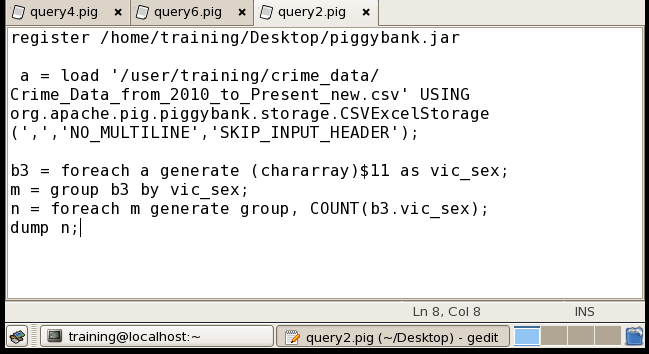 query4.pig × query6.pig × query2.pig ×
register /home/training/Desktop/piggybank.jar
a = load '/user/training/crime_data/
Crime_Data_from_2010_to_Present_new.csv' USING
org.apache.pig.piggybank.storage.CSVExcelStorage
(',','NO_MULTILINE','SKIP_INPUT_HEADER');
b3 = foreach a generate (chararray)$11 as vic_sex;
m = group b3 by vic_sex;
n = foreach m generate group, COUNT(b3.vic_sex);
dump n;
Ln 8, Col 8 INS
training@localhost:~ query2.pig (~/Desktop) - gedit